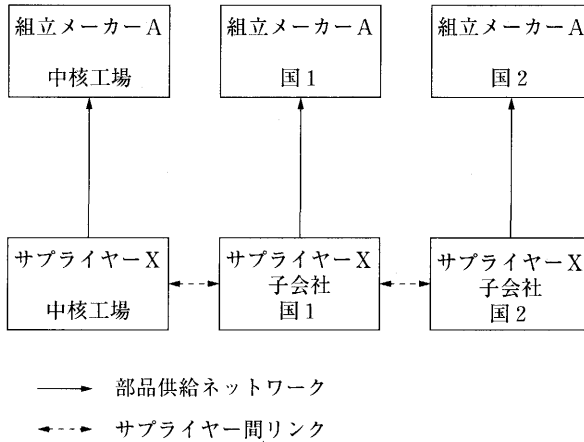 組立メーカーA
中核工場
組立メーカーA
国1
組立メーカーA
国2
サプライヤーX
中核工場
サプライヤーX
子会社
国1
サプライヤーX
子会社
国2
部品供給ネットワーク
サプライヤー間リンク